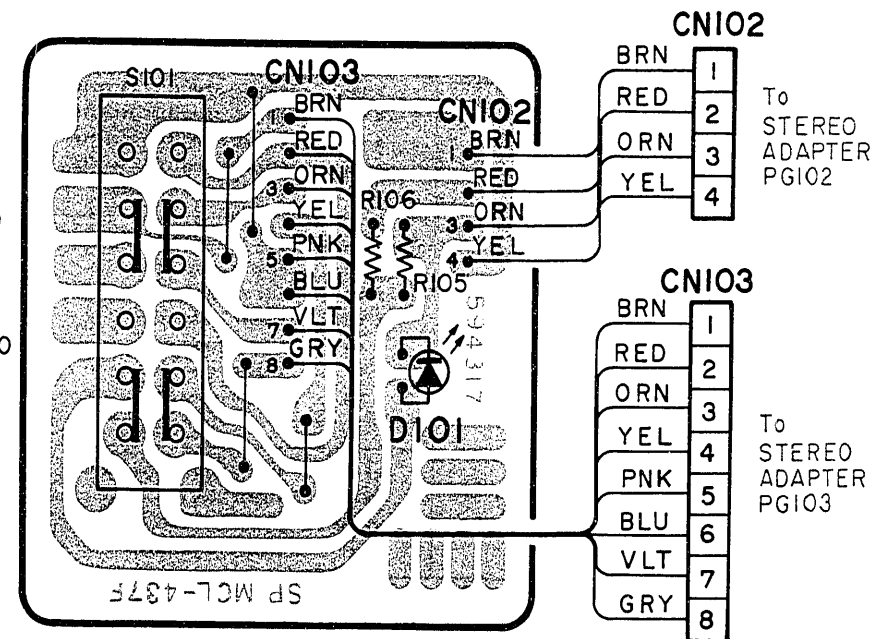 S101
CN103
1 BRN
RED
3 ORN
YEL
5 PNK
BLU
7 VLT
8 GRY
CN102
1 BRN
RED
3 ORN
4 YEL
R106
R105
D101
594317
SP MCL-437F
CN102
BRN 1
RED 2
ORN 3
YEL 4
To
STEREO
ADAPTER
PG102
CN103
BRN 1
RED 2
ORN 3
YEL 4
PNK 5
BLU 6
VLT 7
GRY 8
To
STEREO
ADAPTER
PG103
O